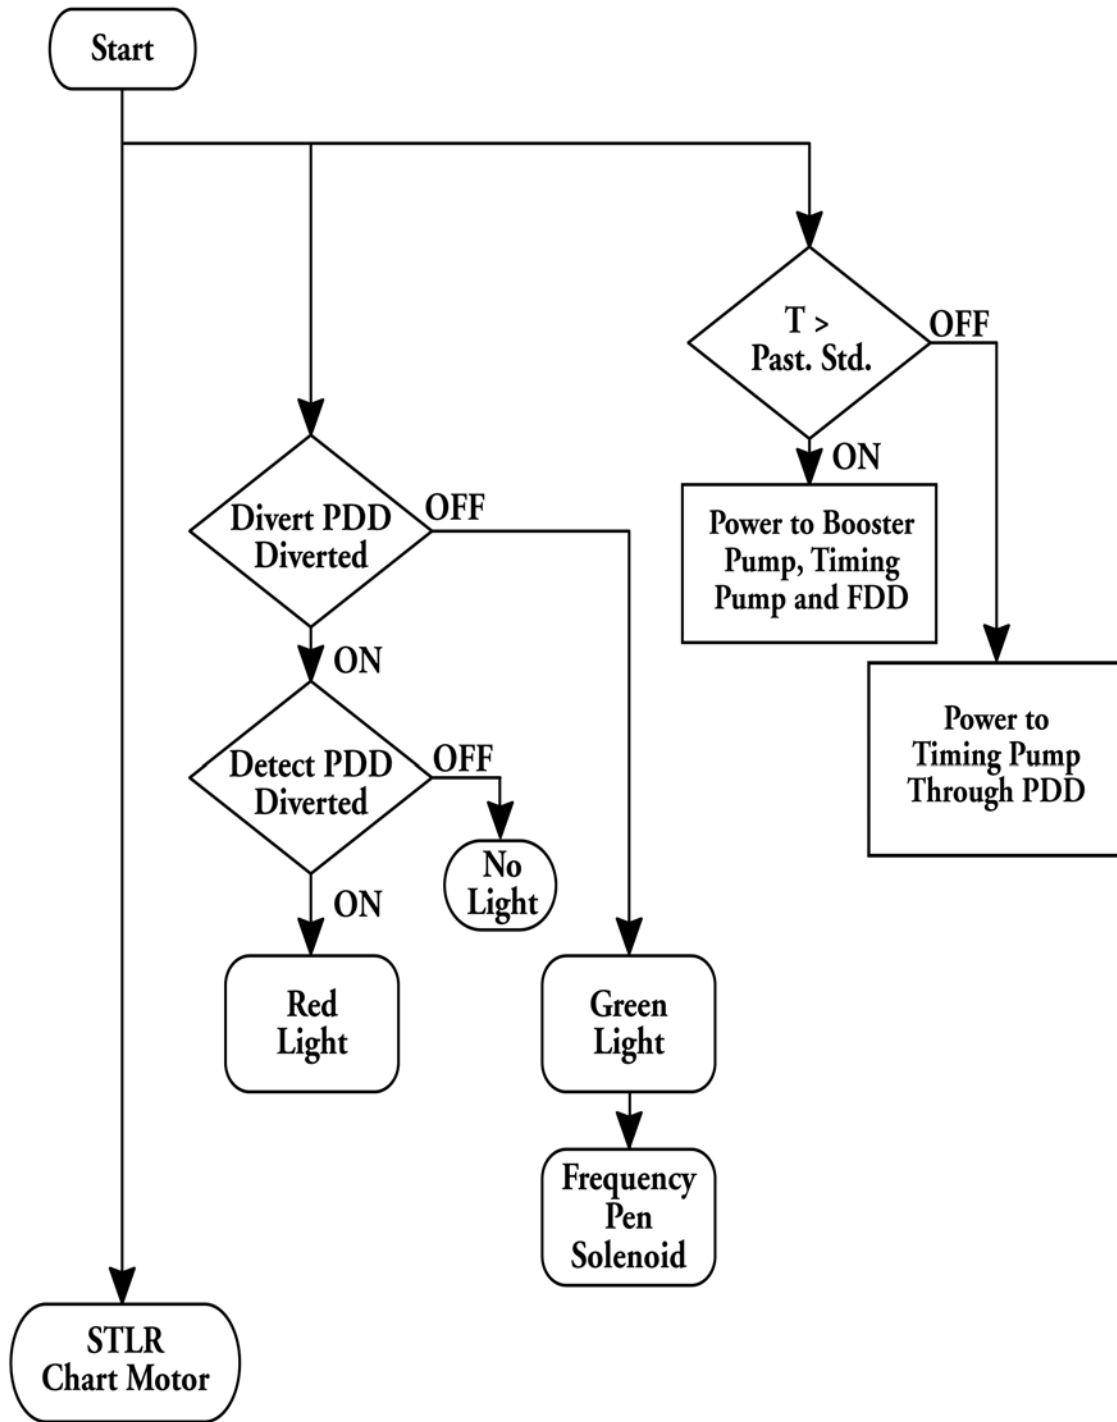 Start
T >
Past. Std.
OFF
ON
Power to Booster
Pump, Timing
Pump and FDD
Power to
Timing Pump
Through PDD
Divert PDD
Diverted
OFF
ON
Detect PDD
Diverted
OFF
No
Light
ON
Red
Light
Green
Light
Frequency
Pen
Solenoid
STLR
Chart Motor